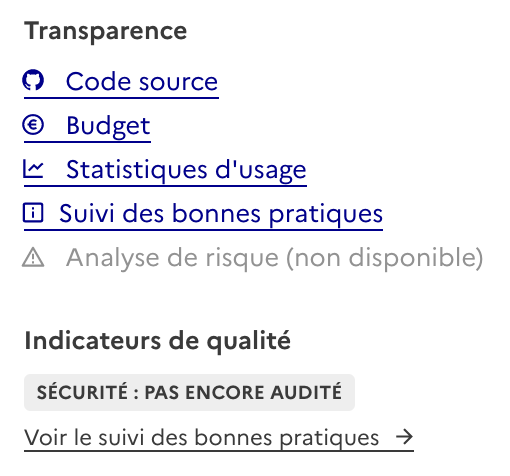 Transparence
Code source
Budget
Statistiques d'usage
Suivi des bonnes pratiques
Analyse de risque (non disponible)
Indicateurs de qualité
SÉCURITÉ : PAS ENCORE AUDITÉ
Voir le suivi des bonnes pratiques →